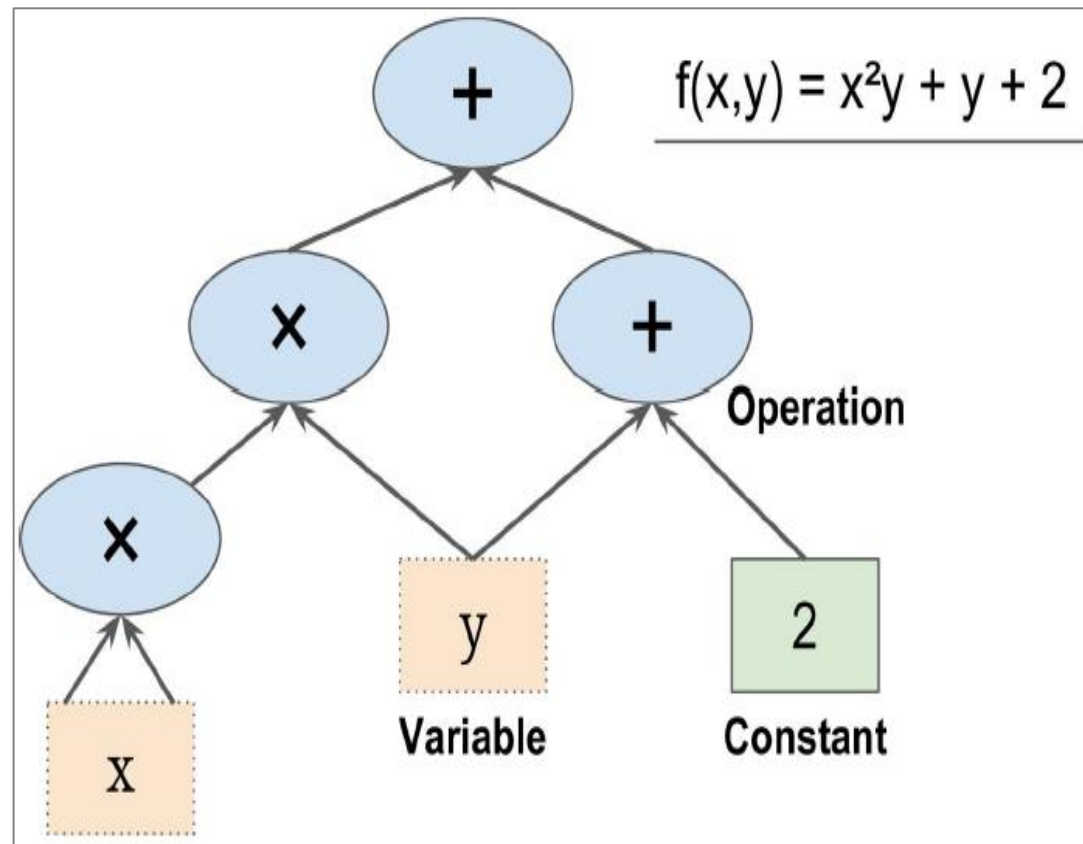 +
f(x,y) = x²y + y + 2
×
+
Operation
×
y
2
Variable
Constant
x